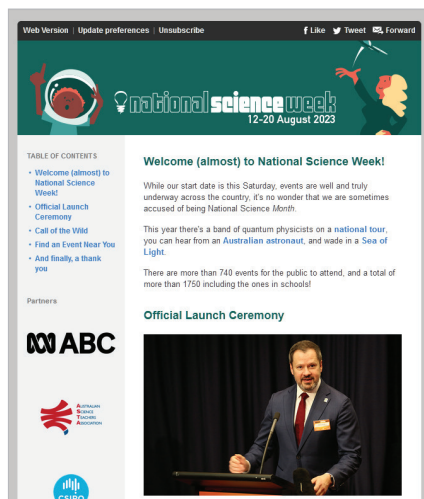 Web Version | Update preferences | Unsubscribe
Like Tweet Forward
national science week
12-20 August 2023
TABLE OF CONTENTS
• Welcome (almost) to
National Science
Week!
• Official Launch
Ceremony
• Call of the Wild
• Find an Event Near You
• And finally, a thank
you
Partners
ABC
AUSTRALIAN
SCIENCE
TEACHERS
ASSOCIATION
CSIRO
Welcome (almost) to National Science Week!
While our start date is this Saturday, events are well and truly
underway across the country, it's no wonder that we are sometimes
accused of being National Science Month.
This year there's a band of quantum physicists on a national tour,
you can hear from an Australian astronaut, and wade in a Sea of
Light.
There are more than 740 events for the public to attend, and a total of
more than 1750 including the ones in schools!
Official Launch Ceremony